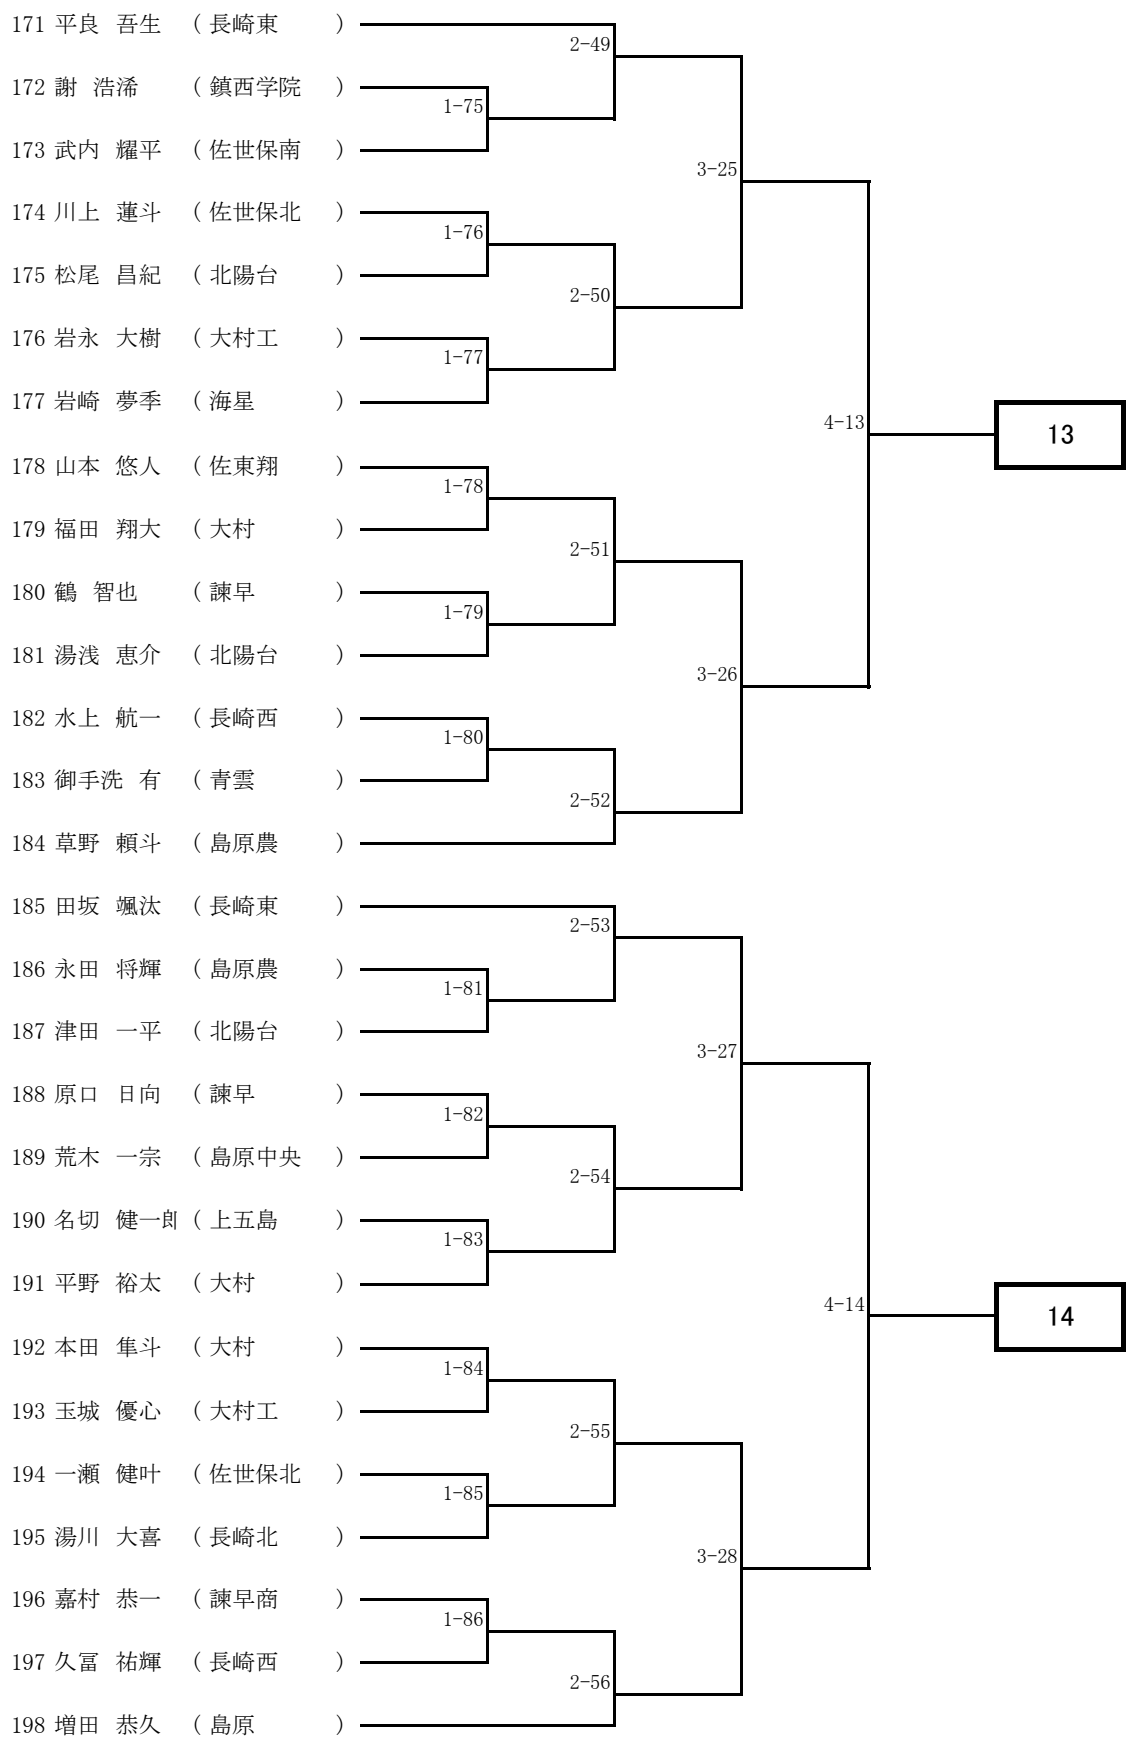 171 平良 吾生 （ 長崎東 ）
2-49
172 謝 浩浠 （ 鎮西学院 ）
1-75
173 武内 耀平 （ 佐世保南 ）
3-25
174 川上 蓮斗 （ 佐世保北 ）
1-76
175 松尾 昌紀 （ 北陽台 ）
2-50
176 岩永 大樹 （ 大村工 ）
1-77
177 岩崎 夢季 （ 海星 ）
4-13
13
178 山本 悠人 （ 佐東翔 ）
1-78
179 福田 翔大 （ 大村 ）
2-51
180 鶴 智也 （ 諫早 ）
1-79
181 湯浅 恵介 （ 北陽台 ）
3-26
182 水上 航一 （ 長崎西 ）
1-80
183 御手洗 有 （ 青雲 ）
2-52
184 草野 頼斗 （ 島原農 ）
185 田坂 颯汰 （ 長崎東 ）
2-53
186 永田 将輝 （ 島原農 ）
1-81
187 津田 一平 （ 北陽台 ）
3-27
188 原口 日向 （ 諫早 ）
1-82
189 荒木 一宗 （ 島原中央 ）
2-54
190 名切 健一郎 （ 上五島 ）
1-83
191 平野 裕太 （ 大村 ）
4-14
14
192 本田 隼斗 （ 大村 ）
1-84
193 玉城 優心 （ 大村工 ）
2-55
194 一瀬 健叶 （ 佐世保北 ）
1-85
195 湯川 大喜 （ 長崎北 ）
3-28
196 嘉村 恭一 （ 諫早商 ）
1-86
197 久冨 祐輝 （ 長崎西 ）
2-56
198 増田 恭久 （ 島原 ）